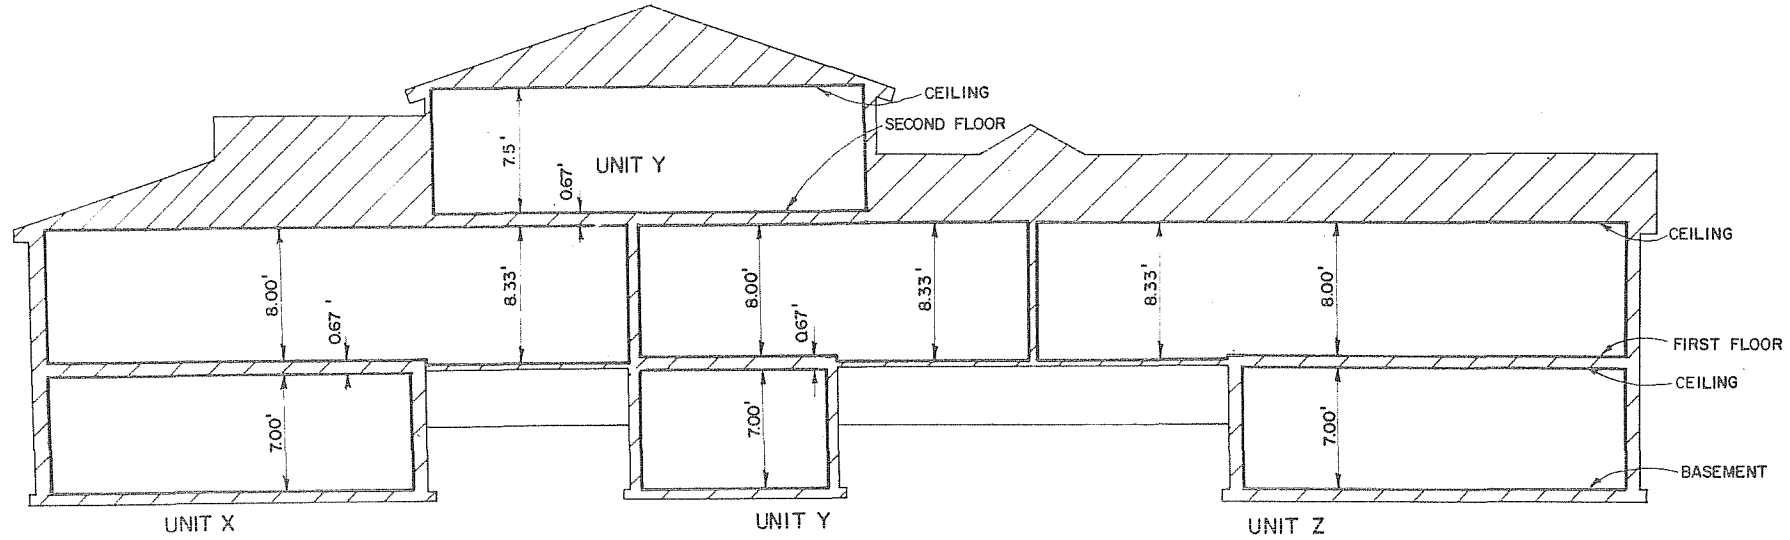 CEILING
SECOND FLOOR
7.5'
UNIT Y
0.67'
CEILING
8.00'
8.33'
8.00'
8.33'
8.33'
8.00'
0.67'
0.67'
FIRST FLOOR
CEILING
7.00'
7.00'
7.00'
BASEMENT
UNIT X
UNIT Y
UNIT Z